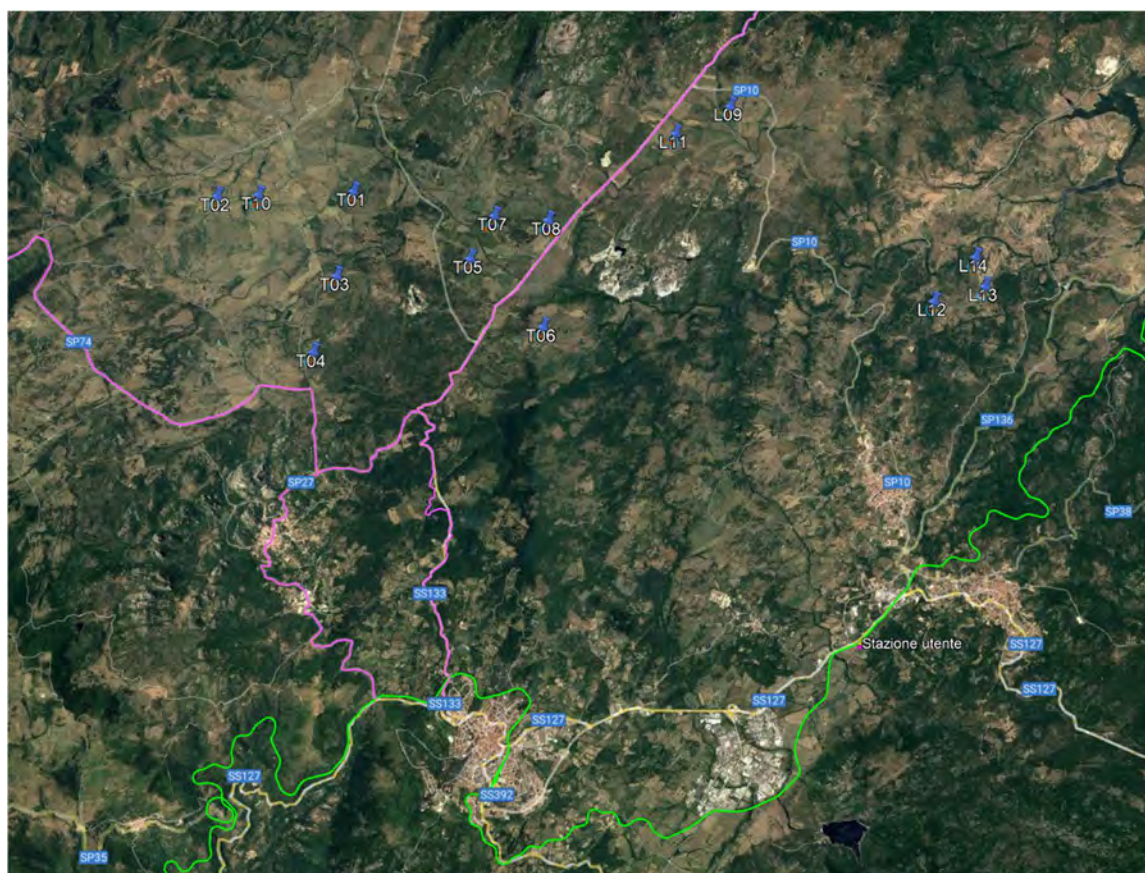 SP10
L09
L11
T02
T10
T01
T07
T08
SP10
T05
T03
L14
L13
L12
T06
SP74
T04
SP136
SP27
SP10
SP38
SS133
Stazione utente
SS127
SS127
SS133
SS127
SS127
SS127
SS392
SP35